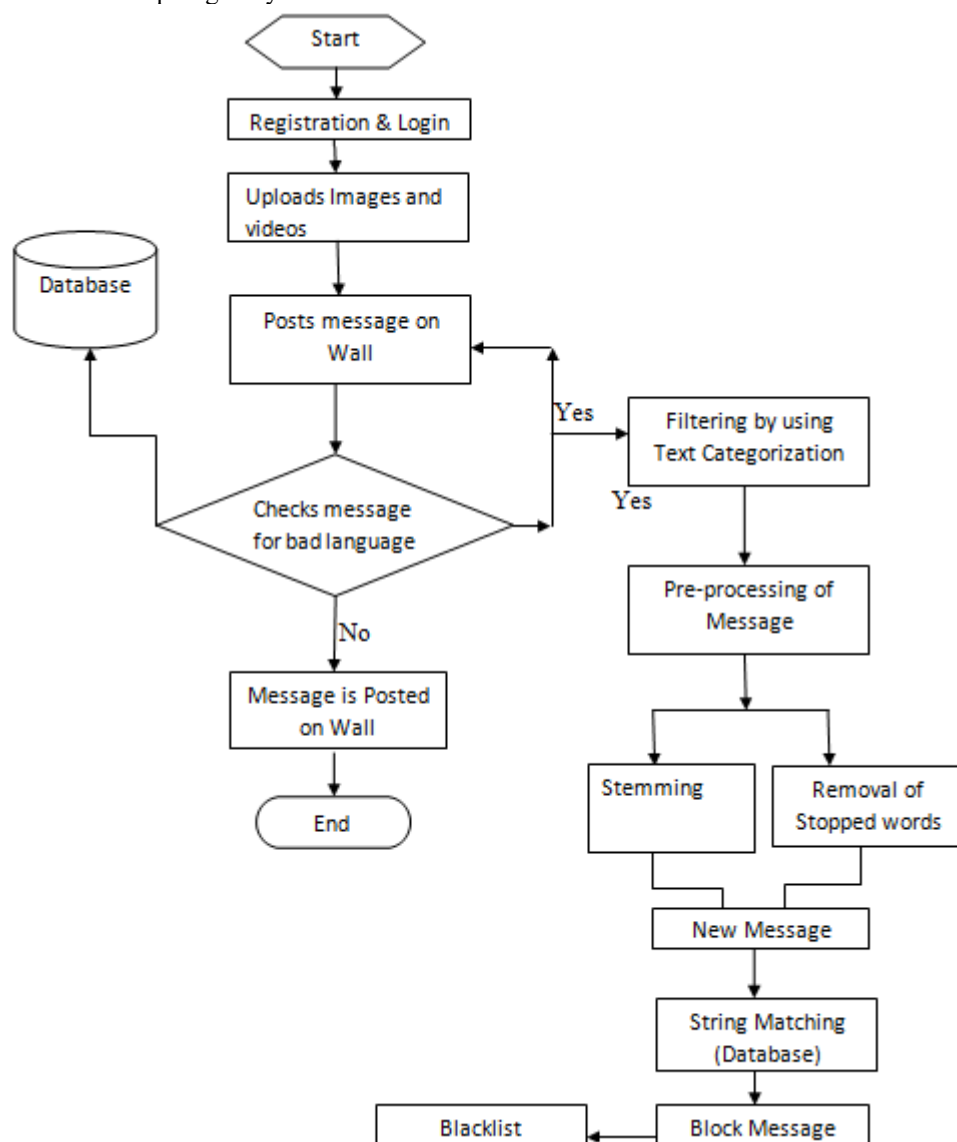 Start
Registration & Login
Uploads Images and
videos
Database
Posts message on
Wall
Yes
Filtering by using
Text Categorization
Yes
Checks message
for bad language
Pre-processing of
Message
No
Message is Posted
on Wall
Stemming
Removal of
Stopped words
End
New Message
String Matching
(Database)
Block Message
Blacklist